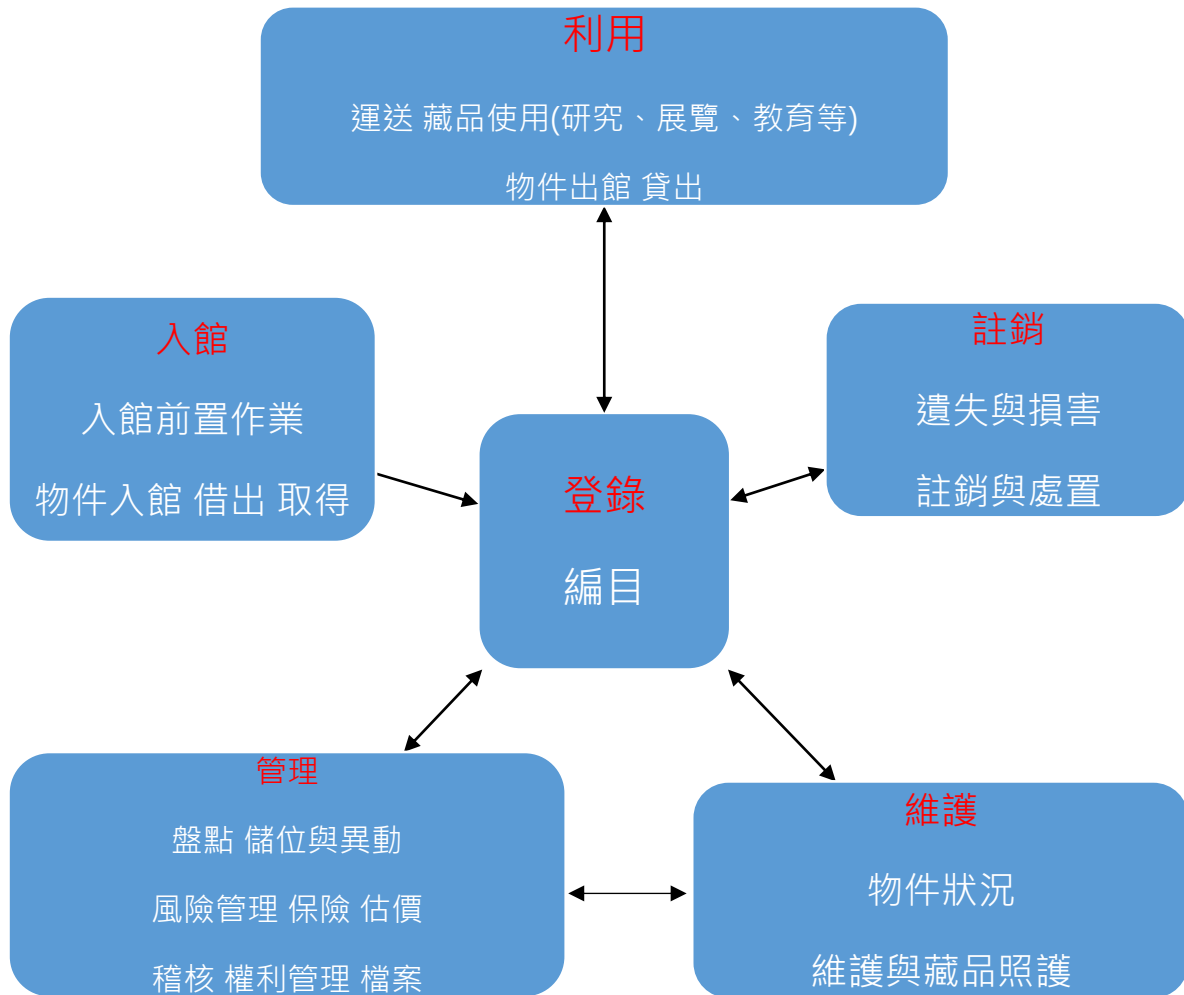 利用
運送 藏品使用(研究、展覽、教育等)
物件出館 貸出
入館
入館前置作業
物件入館 借出 取得
註銷
遺失與損害
註銷與處置
登錄
編目
管理
盤點 儲位與異動
風險管理 保險 估價
稽核 權利管理 檔案
維護
物件狀況
維護與藏品照護